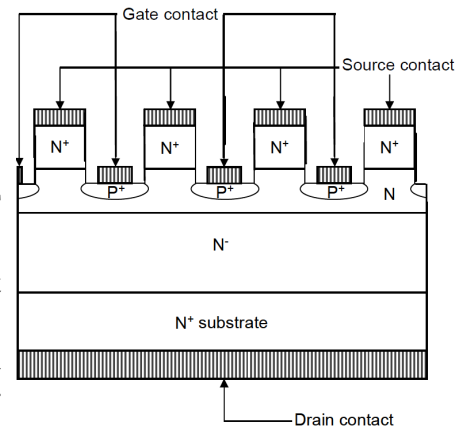 Gate contact
Source contact
N⁺ N⁺ N⁺ N⁺
P⁺ P⁺ P⁺ N
N⁻
N⁺ substrate
Drain contact